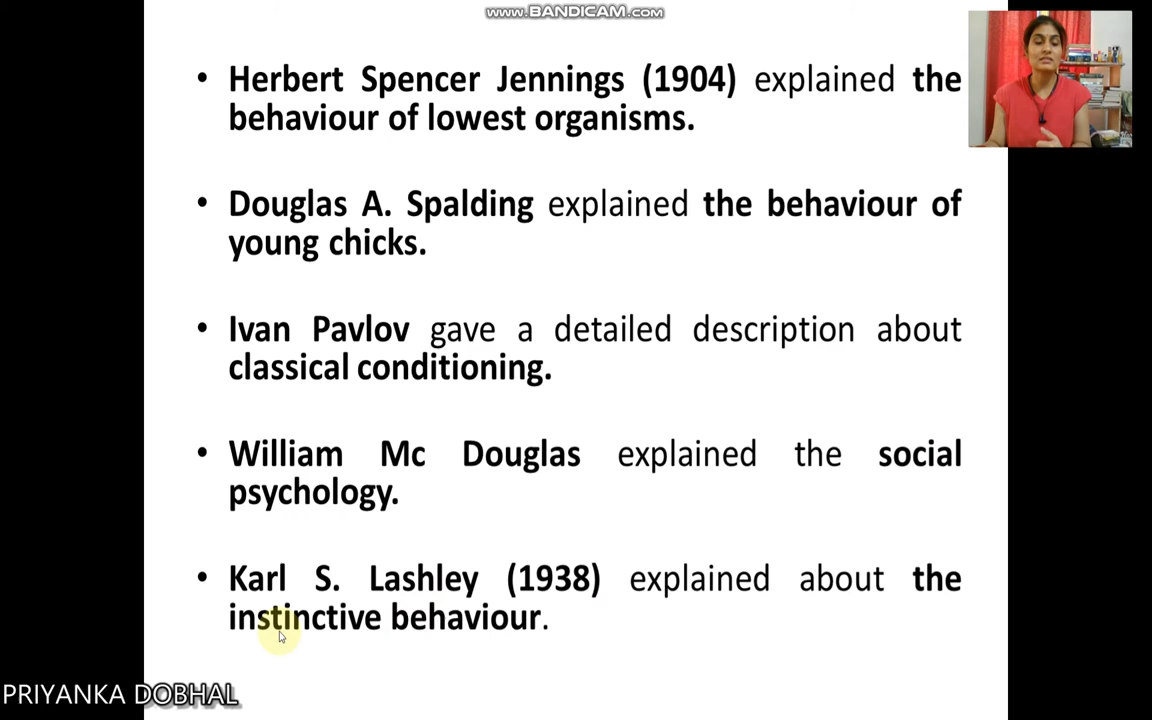 www.BANDICAM.com
• Herbert Spencer Jennings (1904) explained the
behaviour of lowest organisms.
• Douglas A. Spalding explained the behaviour of
young chicks.
• Ivan Pavlov gave a detailed description about
classical conditioning.
• William Mc Douglas explained the social
psychology.
• Karl S. Lashley (1938) explained about the
instinctive behaviour.
PRIYANKA DOBHAL